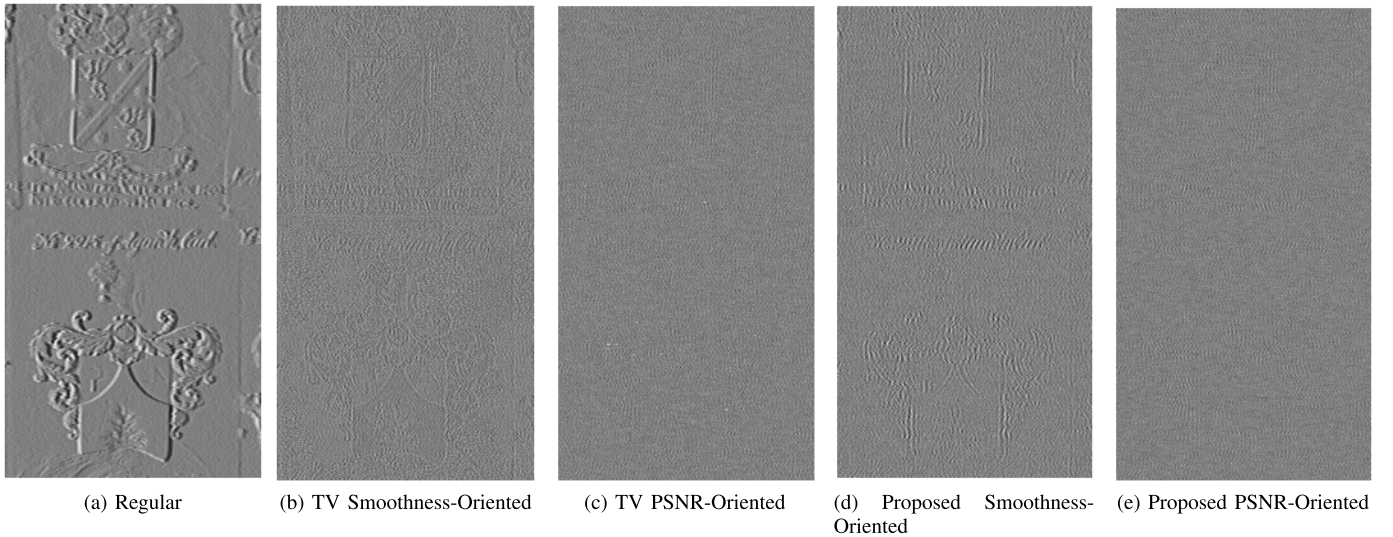 (a) Regular
(b) TV Smoothness-Oriented
(c) TV PSNR-Oriented
(d) Proposed Smoothness-
Oriented
(e) Proposed PSNR-Oriented